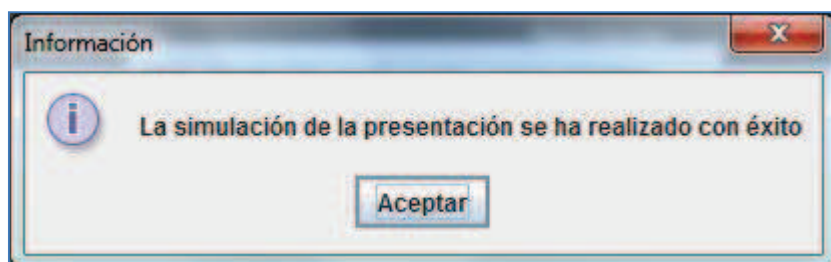 Información
La simulación de la presentación se ha realizado con éxito
Aceptar